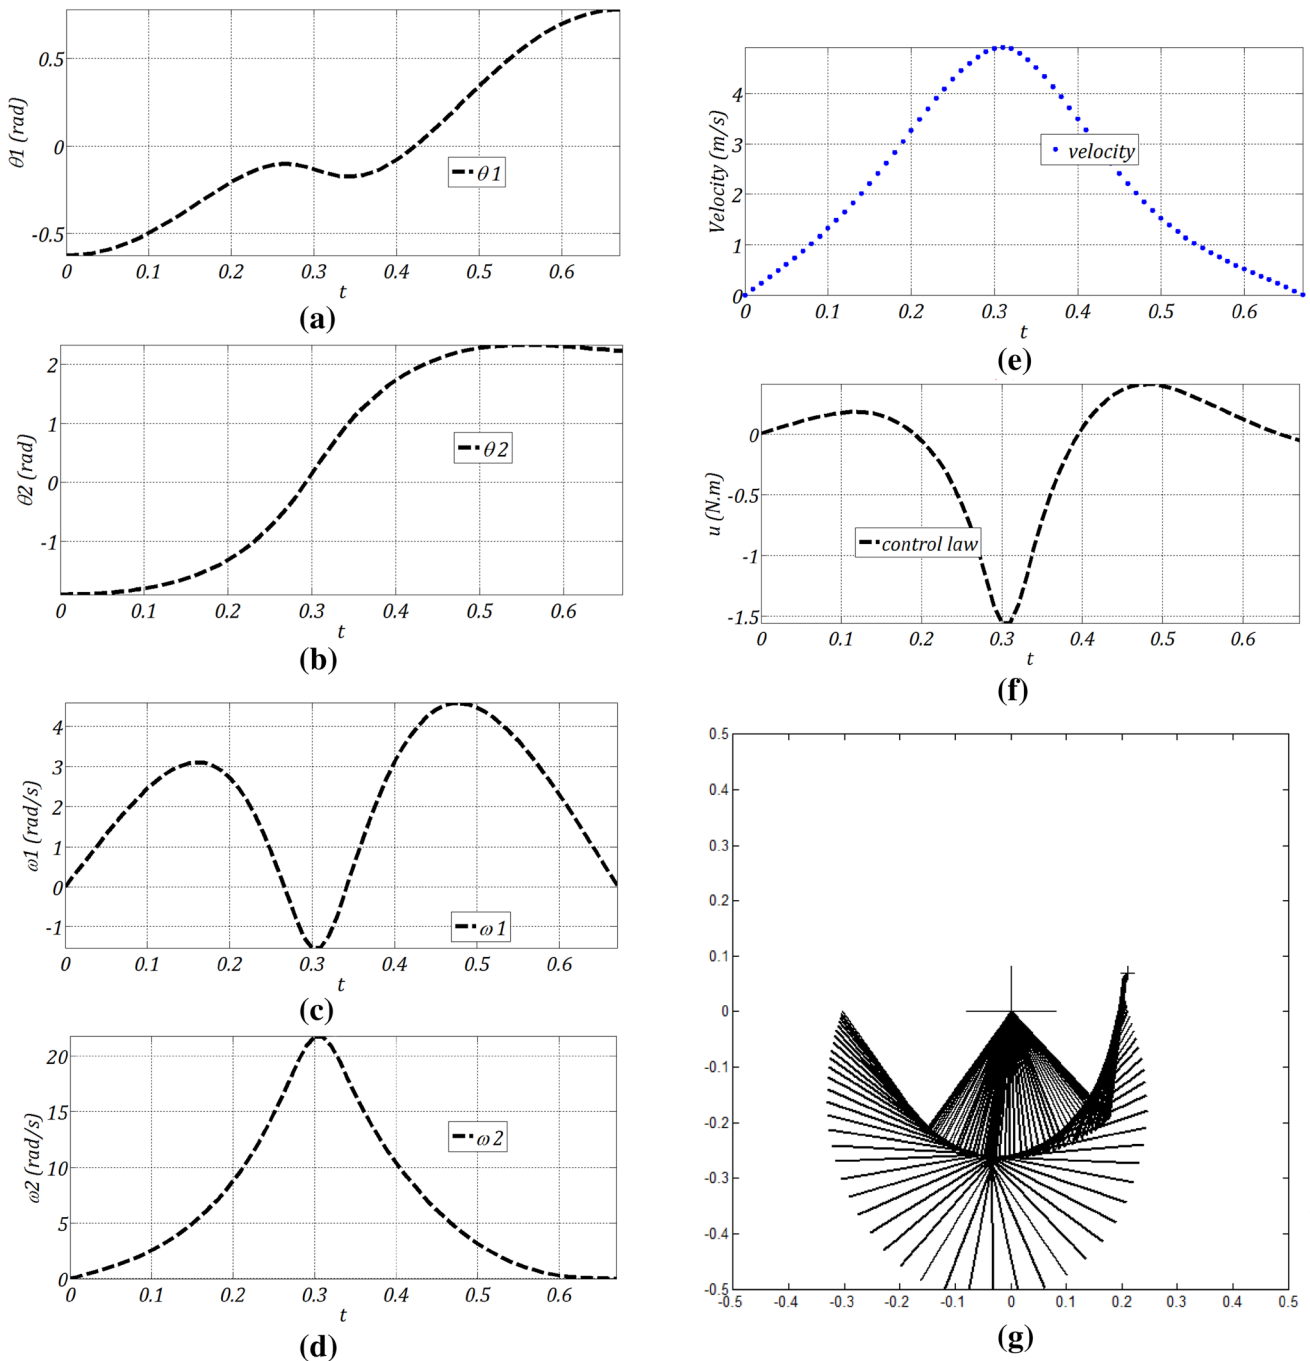 0.5
0
-0.5
θ1 (rad)
θ1
0 0.1 0.2 0.3 0.4 0.5 0.6
t
(a)
2
1
0
-1
θ2 (rad)
θ2
0 0.1 0.2 0.3 0.4 0.5 0.6
t
(b)
4
3
2
1
0
-1
ω1 (rad/s)
ω1
0 0.1 0.2 0.3 0.4 0.5 0.6
t
(c)
20
15
10
5
0
ω2 (rad/s)
ω2
0 0.1 0.2 0.3 0.4 0.5 0.6
t
(d)
4
3
2
1
0
Velocity (m/s)
velocity
0 0.1 0.2 0.3 0.4 0.5 0.6
t
(e)
0
-0.5
-1
-1.5
u (N.m)
control law
0 0.1 0.2 0.3 0.4 0.5 0.6
t
(f)
0.5
0.4
0.3
0.2
0.1
0
-0.1
-0.2
-0.3
-0.4
-0.5
-0.5 -0.4 -0.3 -0.2 -0.1 0 0.1 0.2 0.3 0.4 0.5
(g)